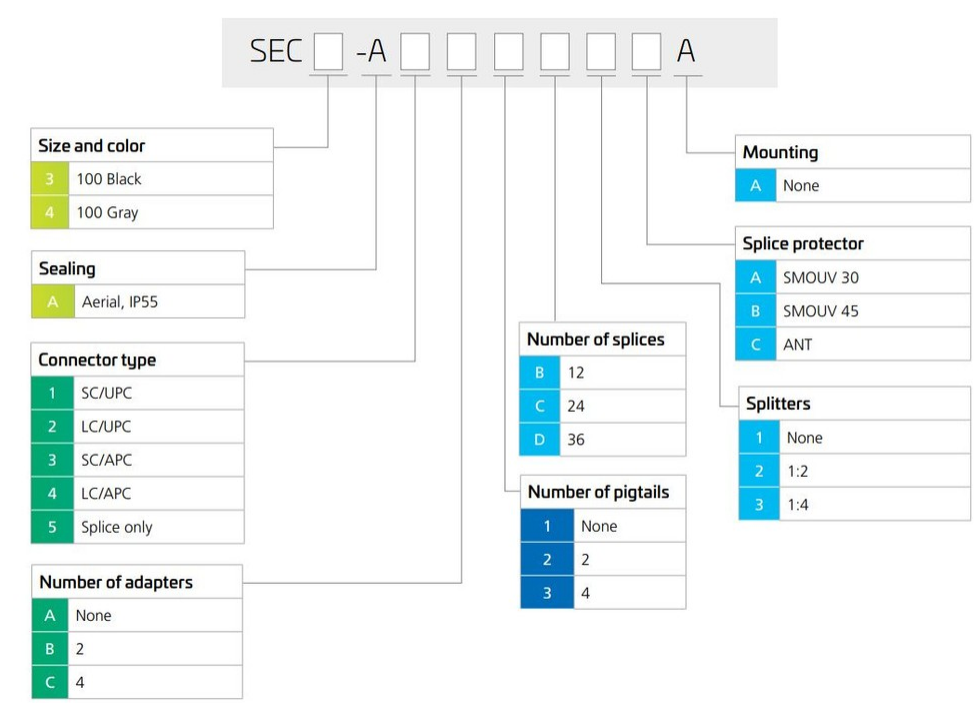 SEC -A A
Size and color
3 100 Black
4 100 Gray
Sealing
A Aerial, IP55
Connector type
1 SC/UPC
2 LC/UPC
3 SC/APC
4 LC/APC
5 Splice only
Number of adapters
A None
B 2
C 4
Number of splices
B 12
C 24
D 36
Number of pigtails
1 None
2 2
3 4
Mounting
A None
Splice protector
A SMOUV 30
B SMOUV 45
C ANT
Splitters
1 None
2 1:2
3 1:4